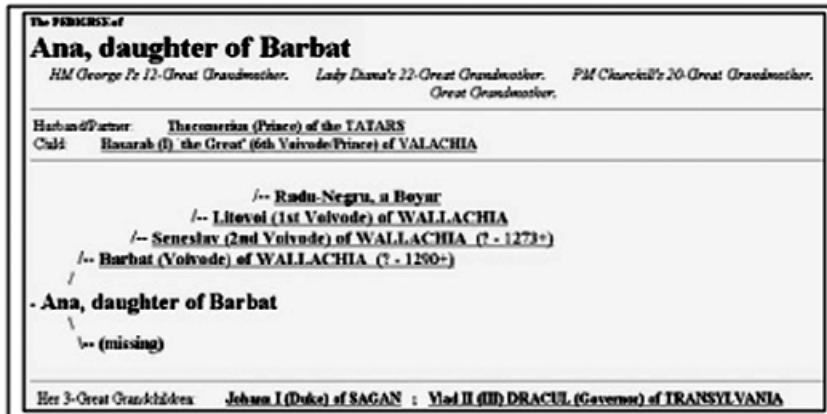 The PEDIGREE of
Ana, daughter of Barbat
HM George I's 12-Great Grandmother. Lady Diana's 22-Great Grandmother. PM Churchill's 20-Great Grandmother.
Great Grandmother.
Husband/Partner: Thocomerius (Prince) of the TATARS
Child: Basarab (I) `the Great' (6th Voivode/Prince) of VALACHIA
/-- Radu-Negru, a Boyar
/-- Litovoi (1st Voivode) of WALLACHIA
/-- Seneslav (2nd Voivode) of WALLACHIA (? - 1273+)
/-- Barbat (Voivode) of WALLACHIA (? - 1290+)
/
- Ana, daughter of Barbat
\
\-- (missing)
Her 3-Great Grandchildren: Johann I (Duke) of SAGAN ; Vlad II (III) DRACUL (Governor) of TRANSYLVANIA